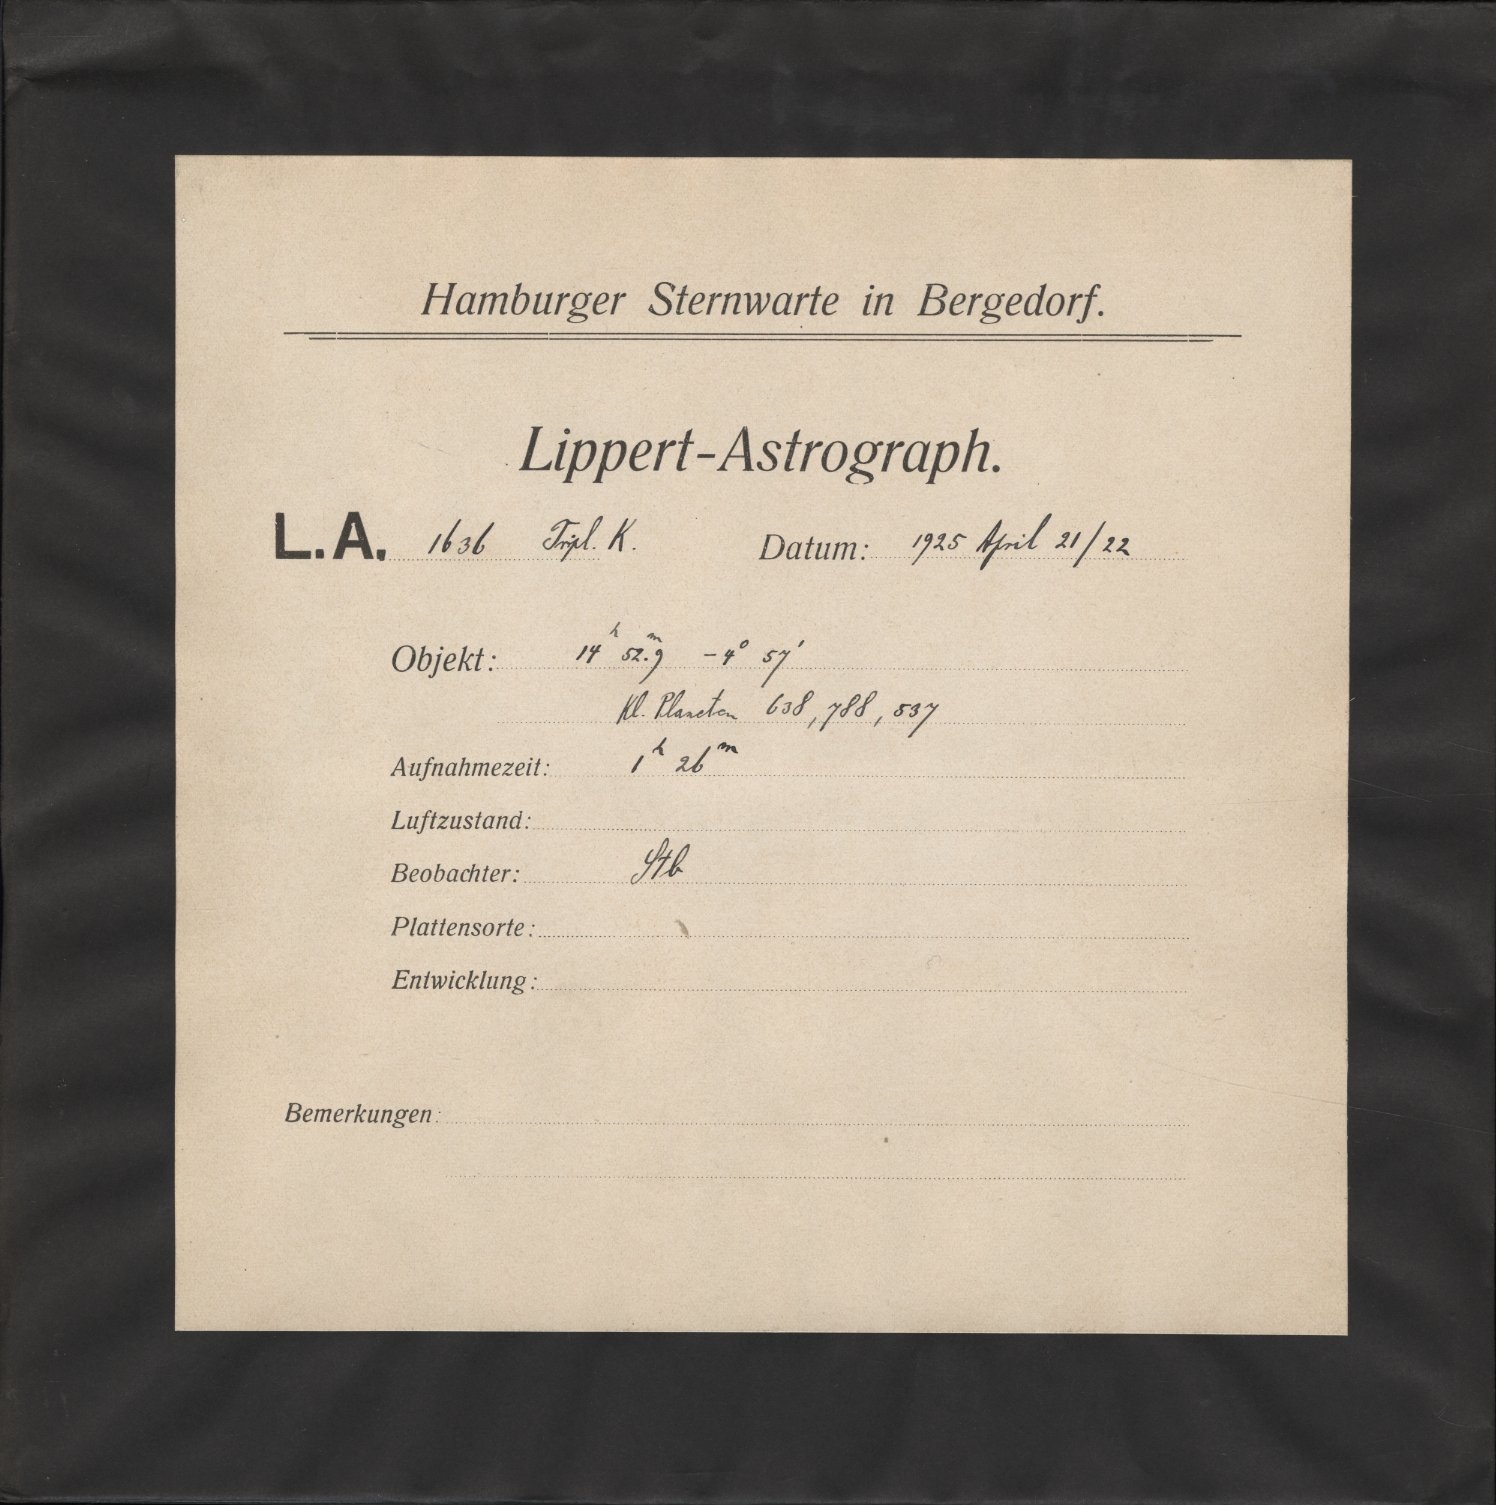 Hamburger Sternwarte in Bergedorf.
Lippert-Astrograph.
L.A. 1636 Tripl. K. Datum: 1925 April 21/22
Objekt: 14ʰ 52.ᵐ9 -4° 57'
Kl. Planeten 638, 788, 537
Aufnahmezeit: 1ʰ 26ᵐ
Luftzustand:
Beobachter: Stb
Plattensorte:
Entwicklung:
Bemerkungen: